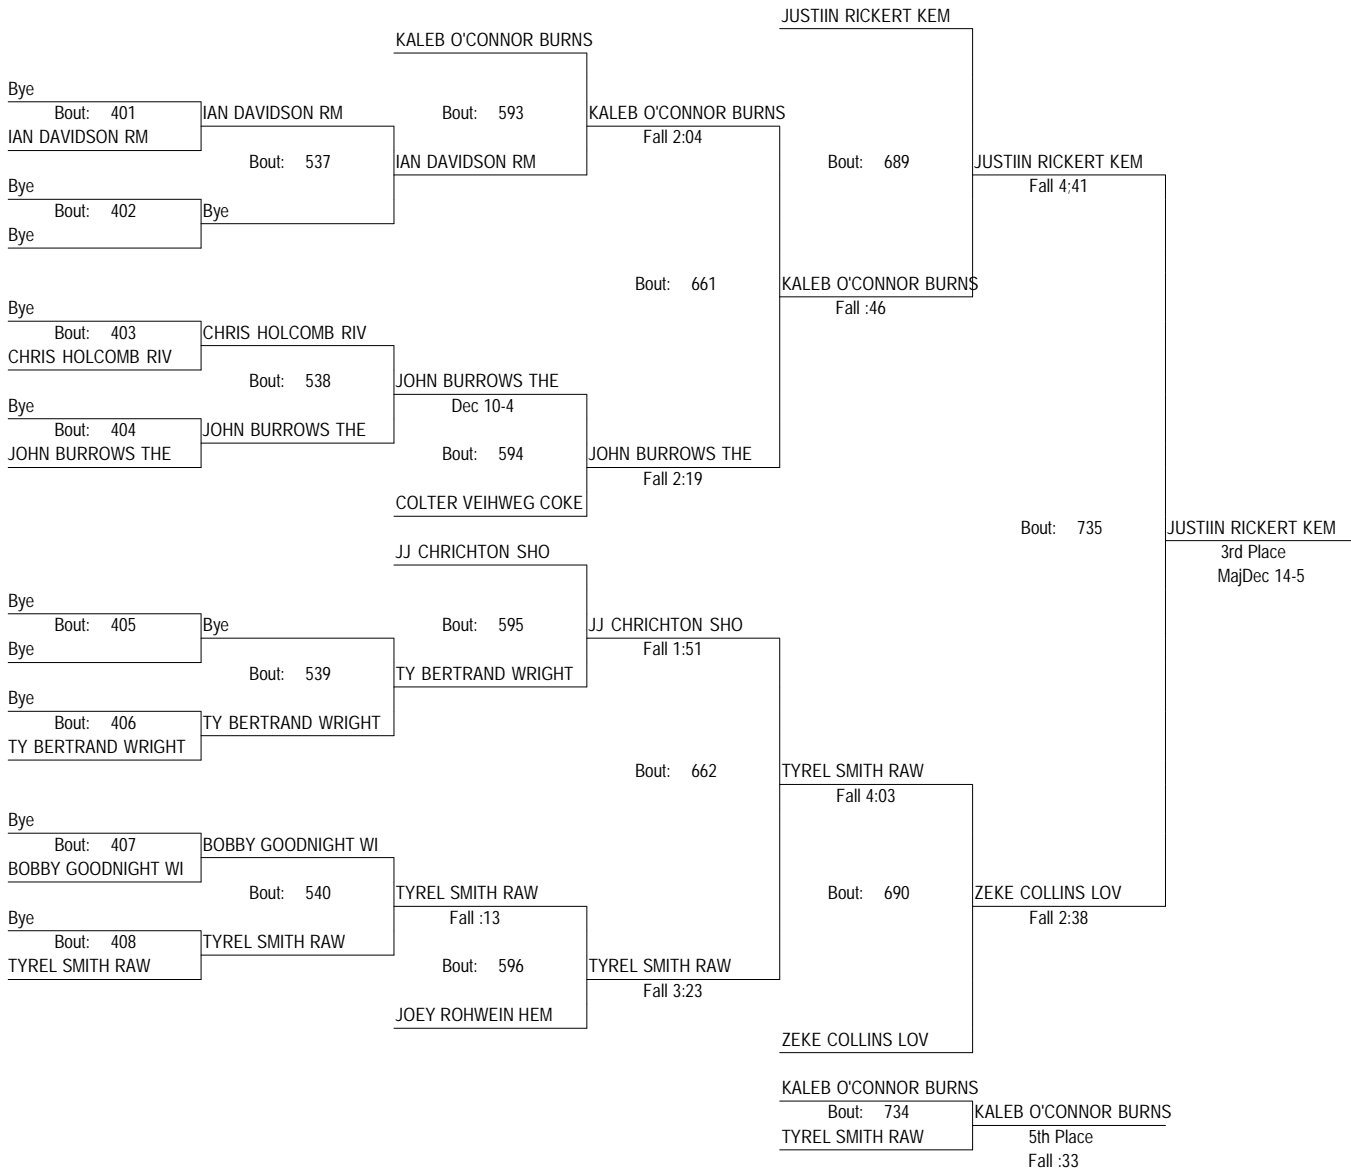 JUSTIIN RICKERT KEM
KALEB O'CONNOR BURNS
Bye
Bout: 401
IAN DAVIDSON RM
IAN DAVIDSON RM
Bout: 593
KALEB O'CONNOR BURNS
Fall 2:04
Bout: 537
IAN DAVIDSON RM
Bout: 689
JUSTIIN RICKERT KEM
Fall 4;41
Bye
Bout: 402
Bye
Bye
Bout: 661
KALEB O'CONNOR BURNS
Fall :46
Bye
Bout: 403
CHRIS HOLCOMB RIV
CHRIS HOLCOMB RIV
Bout: 538
JOHN BURROWS THE
Dec 10-4
Bye
Bout: 404
JOHN BURROWS THE
JOHN BURROWS THE
Bout: 594
JOHN BURROWS THE
Fall 2:19
COLTER VEIHWEG COKE
Bout: 735
JUSTIIN RICKERT KEM
3rd Place
MajDec 14-5
JJ CHRICHTON SHO
Bye
Bout: 405
Bye
Bye
Bout: 595
JJ CHRICHTON SHO
Fall 1:51
Bout: 539
TY BERTRAND WRIGHT
Bye
Bout: 406
TY BERTRAND WRIGHT
TY BERTRAND WRIGHT
Bout: 662
TYREL SMITH RAW
Fall 4:03
Bye
Bout: 407
BOBBY GOODNIGHT WI
BOBBY GOODNIGHT WI
Bout: 540
TYREL SMITH RAW
Fall :13
Bout: 690
ZEKE COLLINS LOV
Fall 2:38
Bye
Bout: 408
TYREL SMITH RAW
TYREL SMITH RAW
Bout: 596
TYREL SMITH RAW
Fall 3:23
JOEY ROHWEIN HEM
ZEKE COLLINS LOV
KALEB O'CONNOR BURNS
Bout: 734
TYREL SMITH RAW
KALEB O'CONNOR BURNS
5th Place
Fall :33